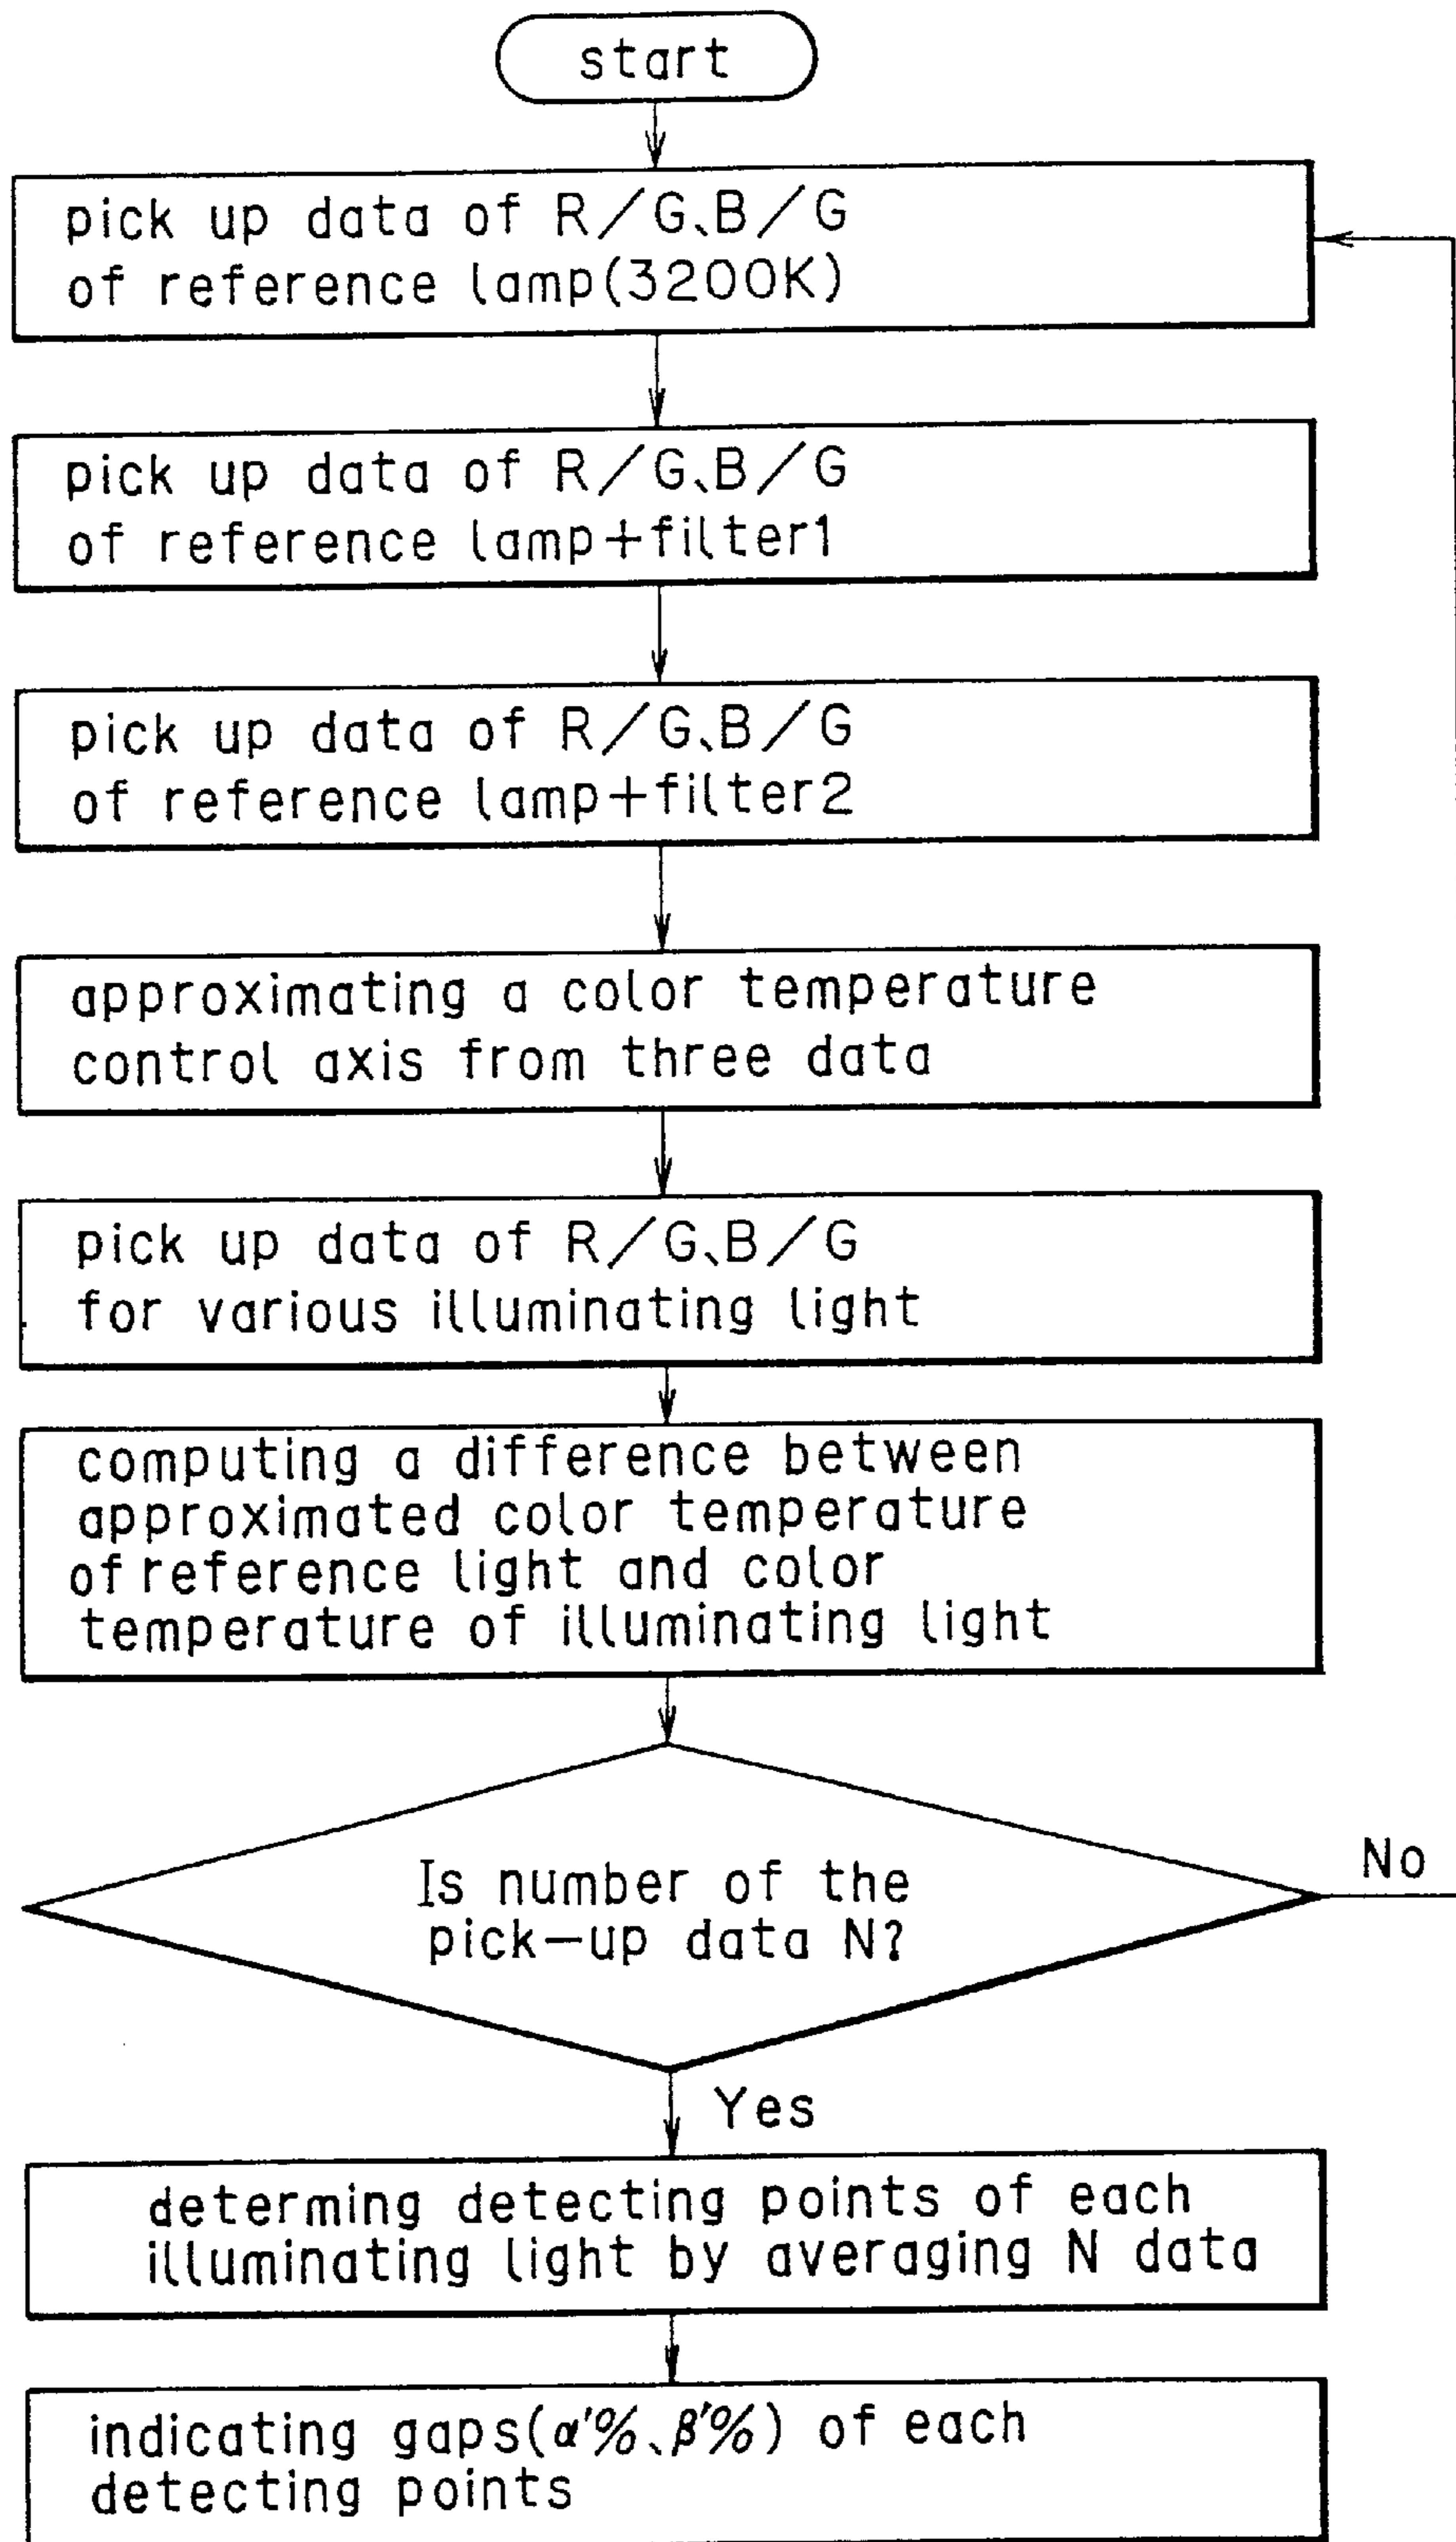 start
pick up data of R/G、B/G
of reference lamp(3200K)
pick up data of R/G、B/G
of reference lamp+filter1
pick up data of R/G、B/G
of reference lamp+filter2
approximating a color temperature
control axis from three data
pick up data of R/G、B/G
for various illuminating light
computing a difference between
approximated color temperature
of reference light and color
temperature of illuminating light
Is number of the
pick-up data N?
No
Yes
determing detecting points of each
illuminating light by averaging N data
indicating gaps(α'%、β'%) of each
detecting points